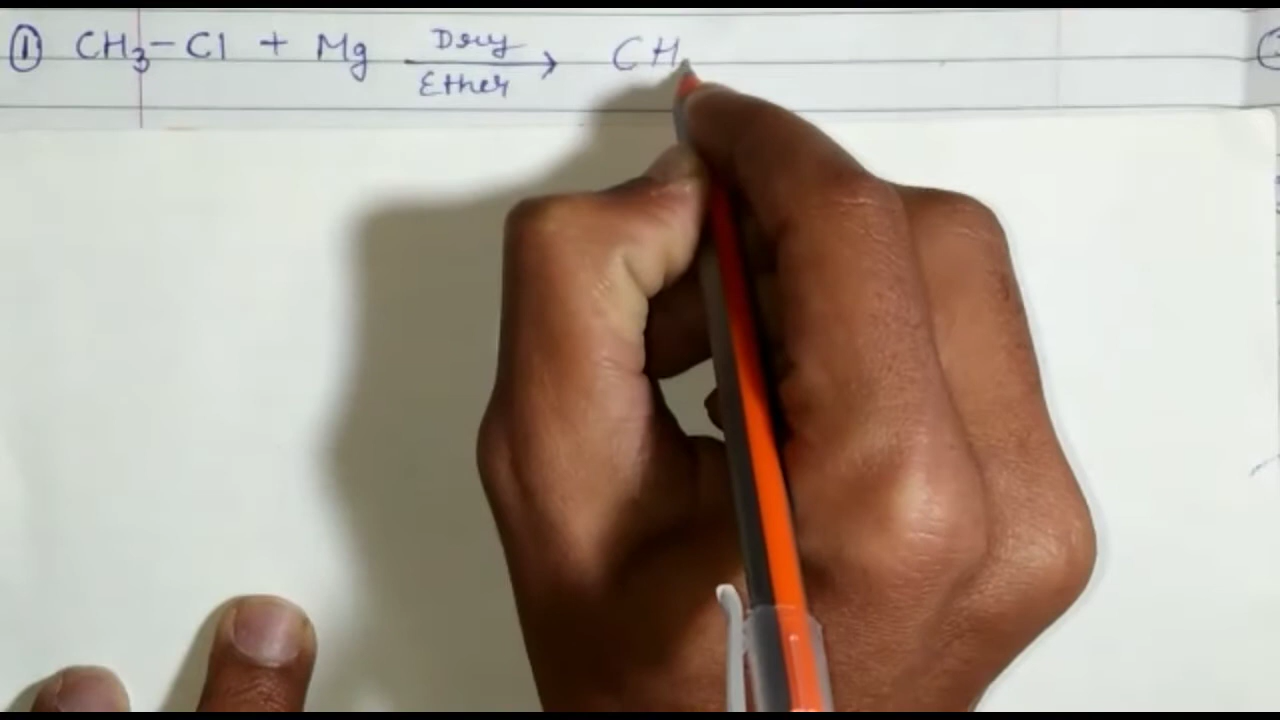 ① CH₃-Cl + Mg Dry Ether → CH